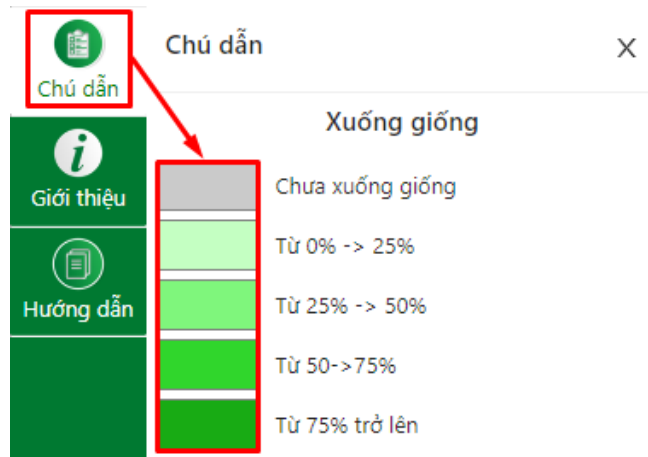 Chú dẫn
Giới thiệu
Hướng dẫn
Chú dẫn
X
Xuống giống
Chưa xuống giống
Từ 0% -> 25%
Từ 25% -> 50%
Từ 50->75%
Từ 75% trở lên